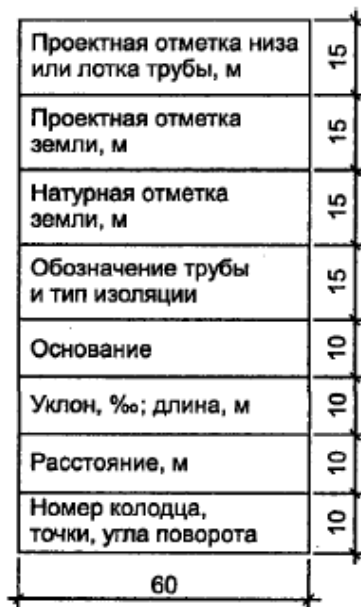 Проектная отметка низа
или лотка трубы, м
15
Проектная отметка
земли, м
15
Натурная отметка
земли, м
15
Обозначение трубы
и тип изоляции
15
Основание
10
Уклон, ‰; длина, м
10
Расстояние, м
10
Номер колодца,
точки, угла поворота
10
60